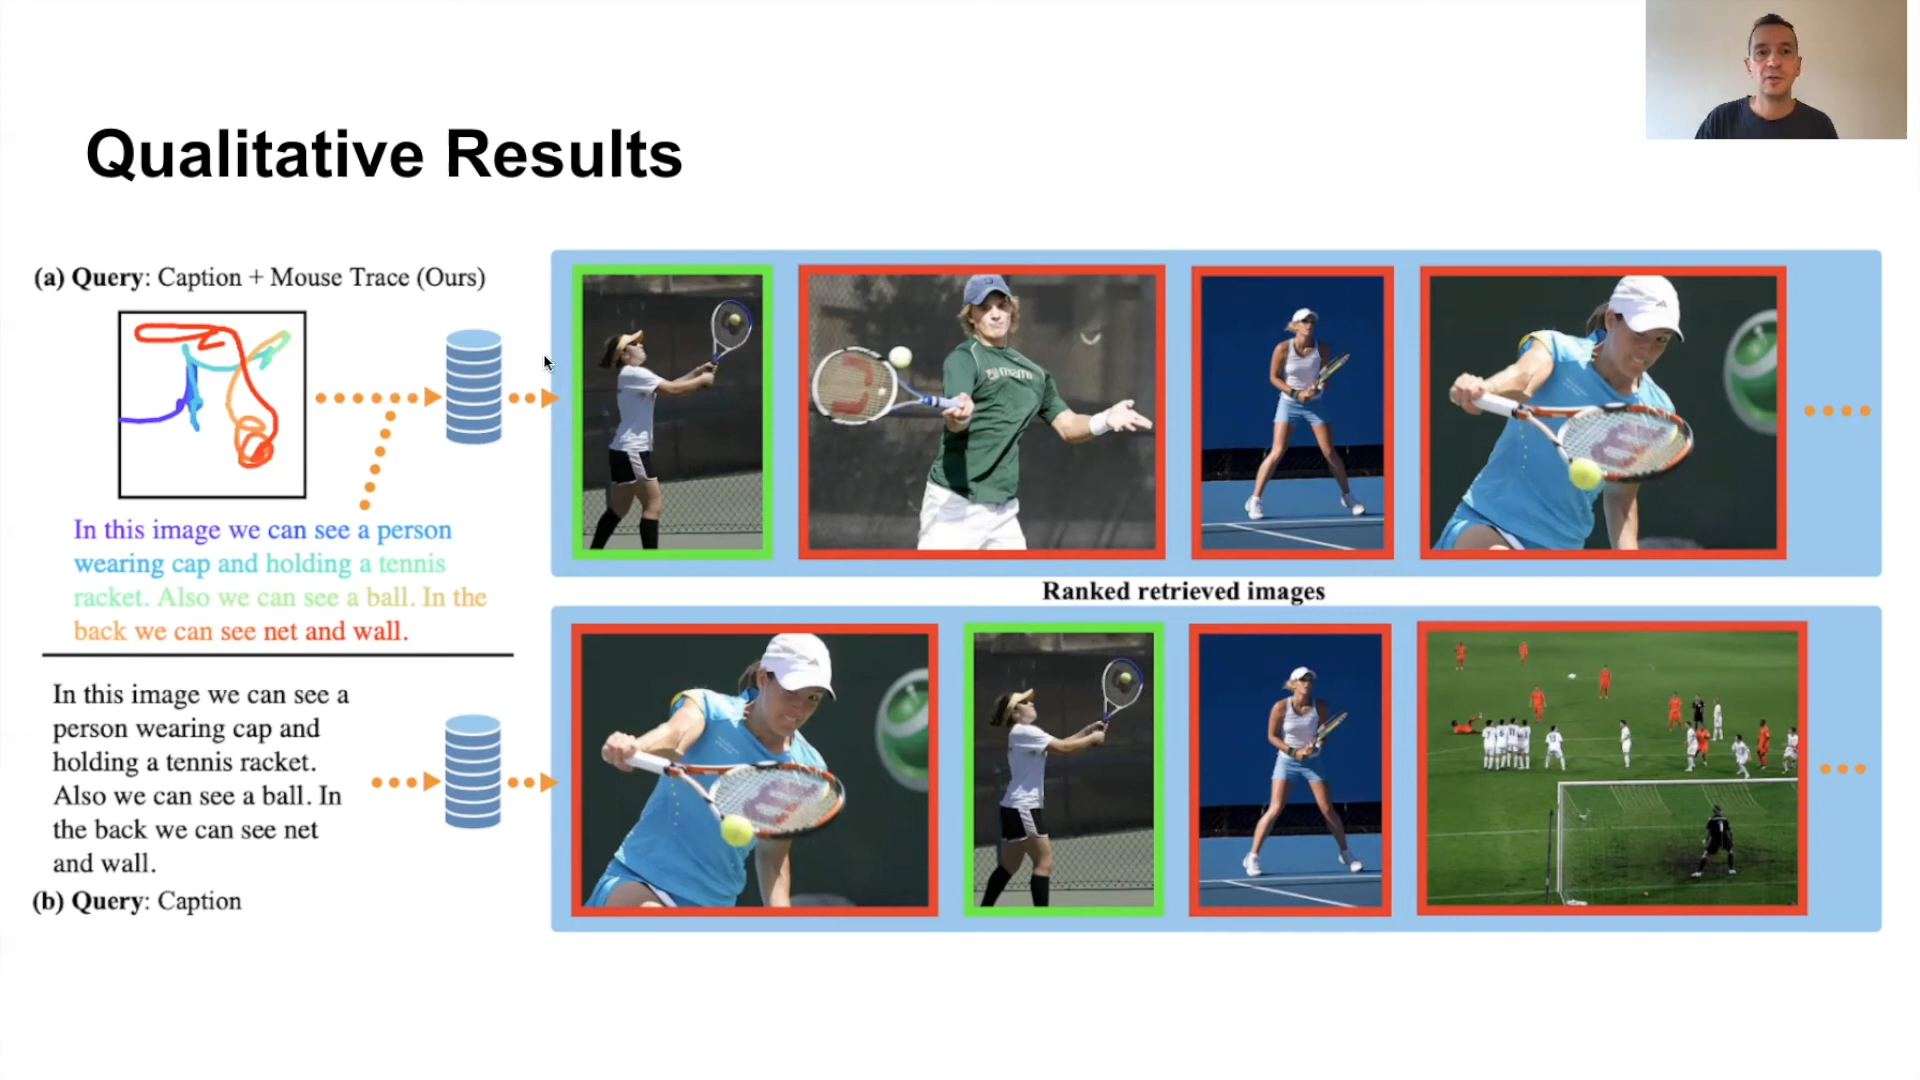 Qualitative Results
(a) Query: Caption + Mouse Trace (Ours)
In this image we can see a person
wearing cap and holding a tennis
racket. Also we can see a ball. In the
back we can see net and wall.
Ranked retrieved images
In this image we can see a
person wearing cap and
holding a tennis racket.
Also we can see a ball. In
the back we can see net
and wall.
(b) Query: Caption